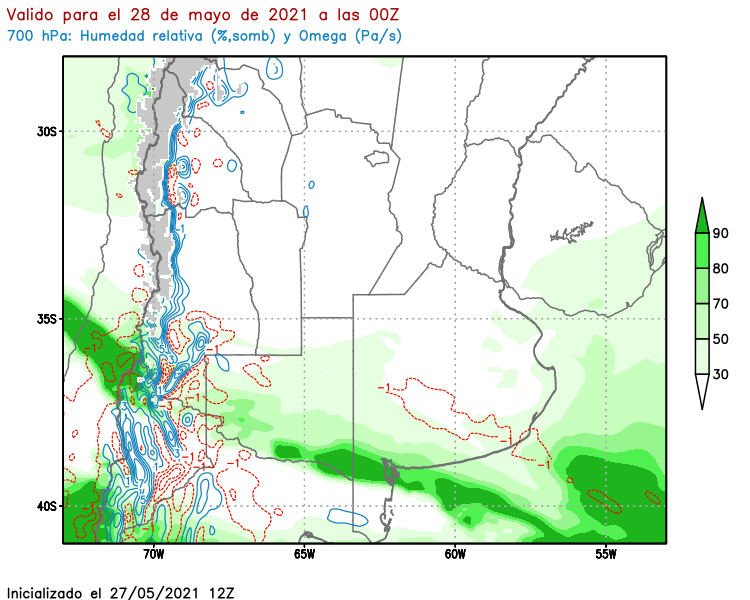 Valido para el 28 de mayo de 2021 a las 00Z
700 hPa: Humedad relativa (%,somb) y Omega (Pa/s)
30S
35S
40S
70W
65W
60W
55W
90
80
70
50
30
1
-1
-1
-1
-1
-1
-1
-1
Inicializado el 27/05/2021 12Z